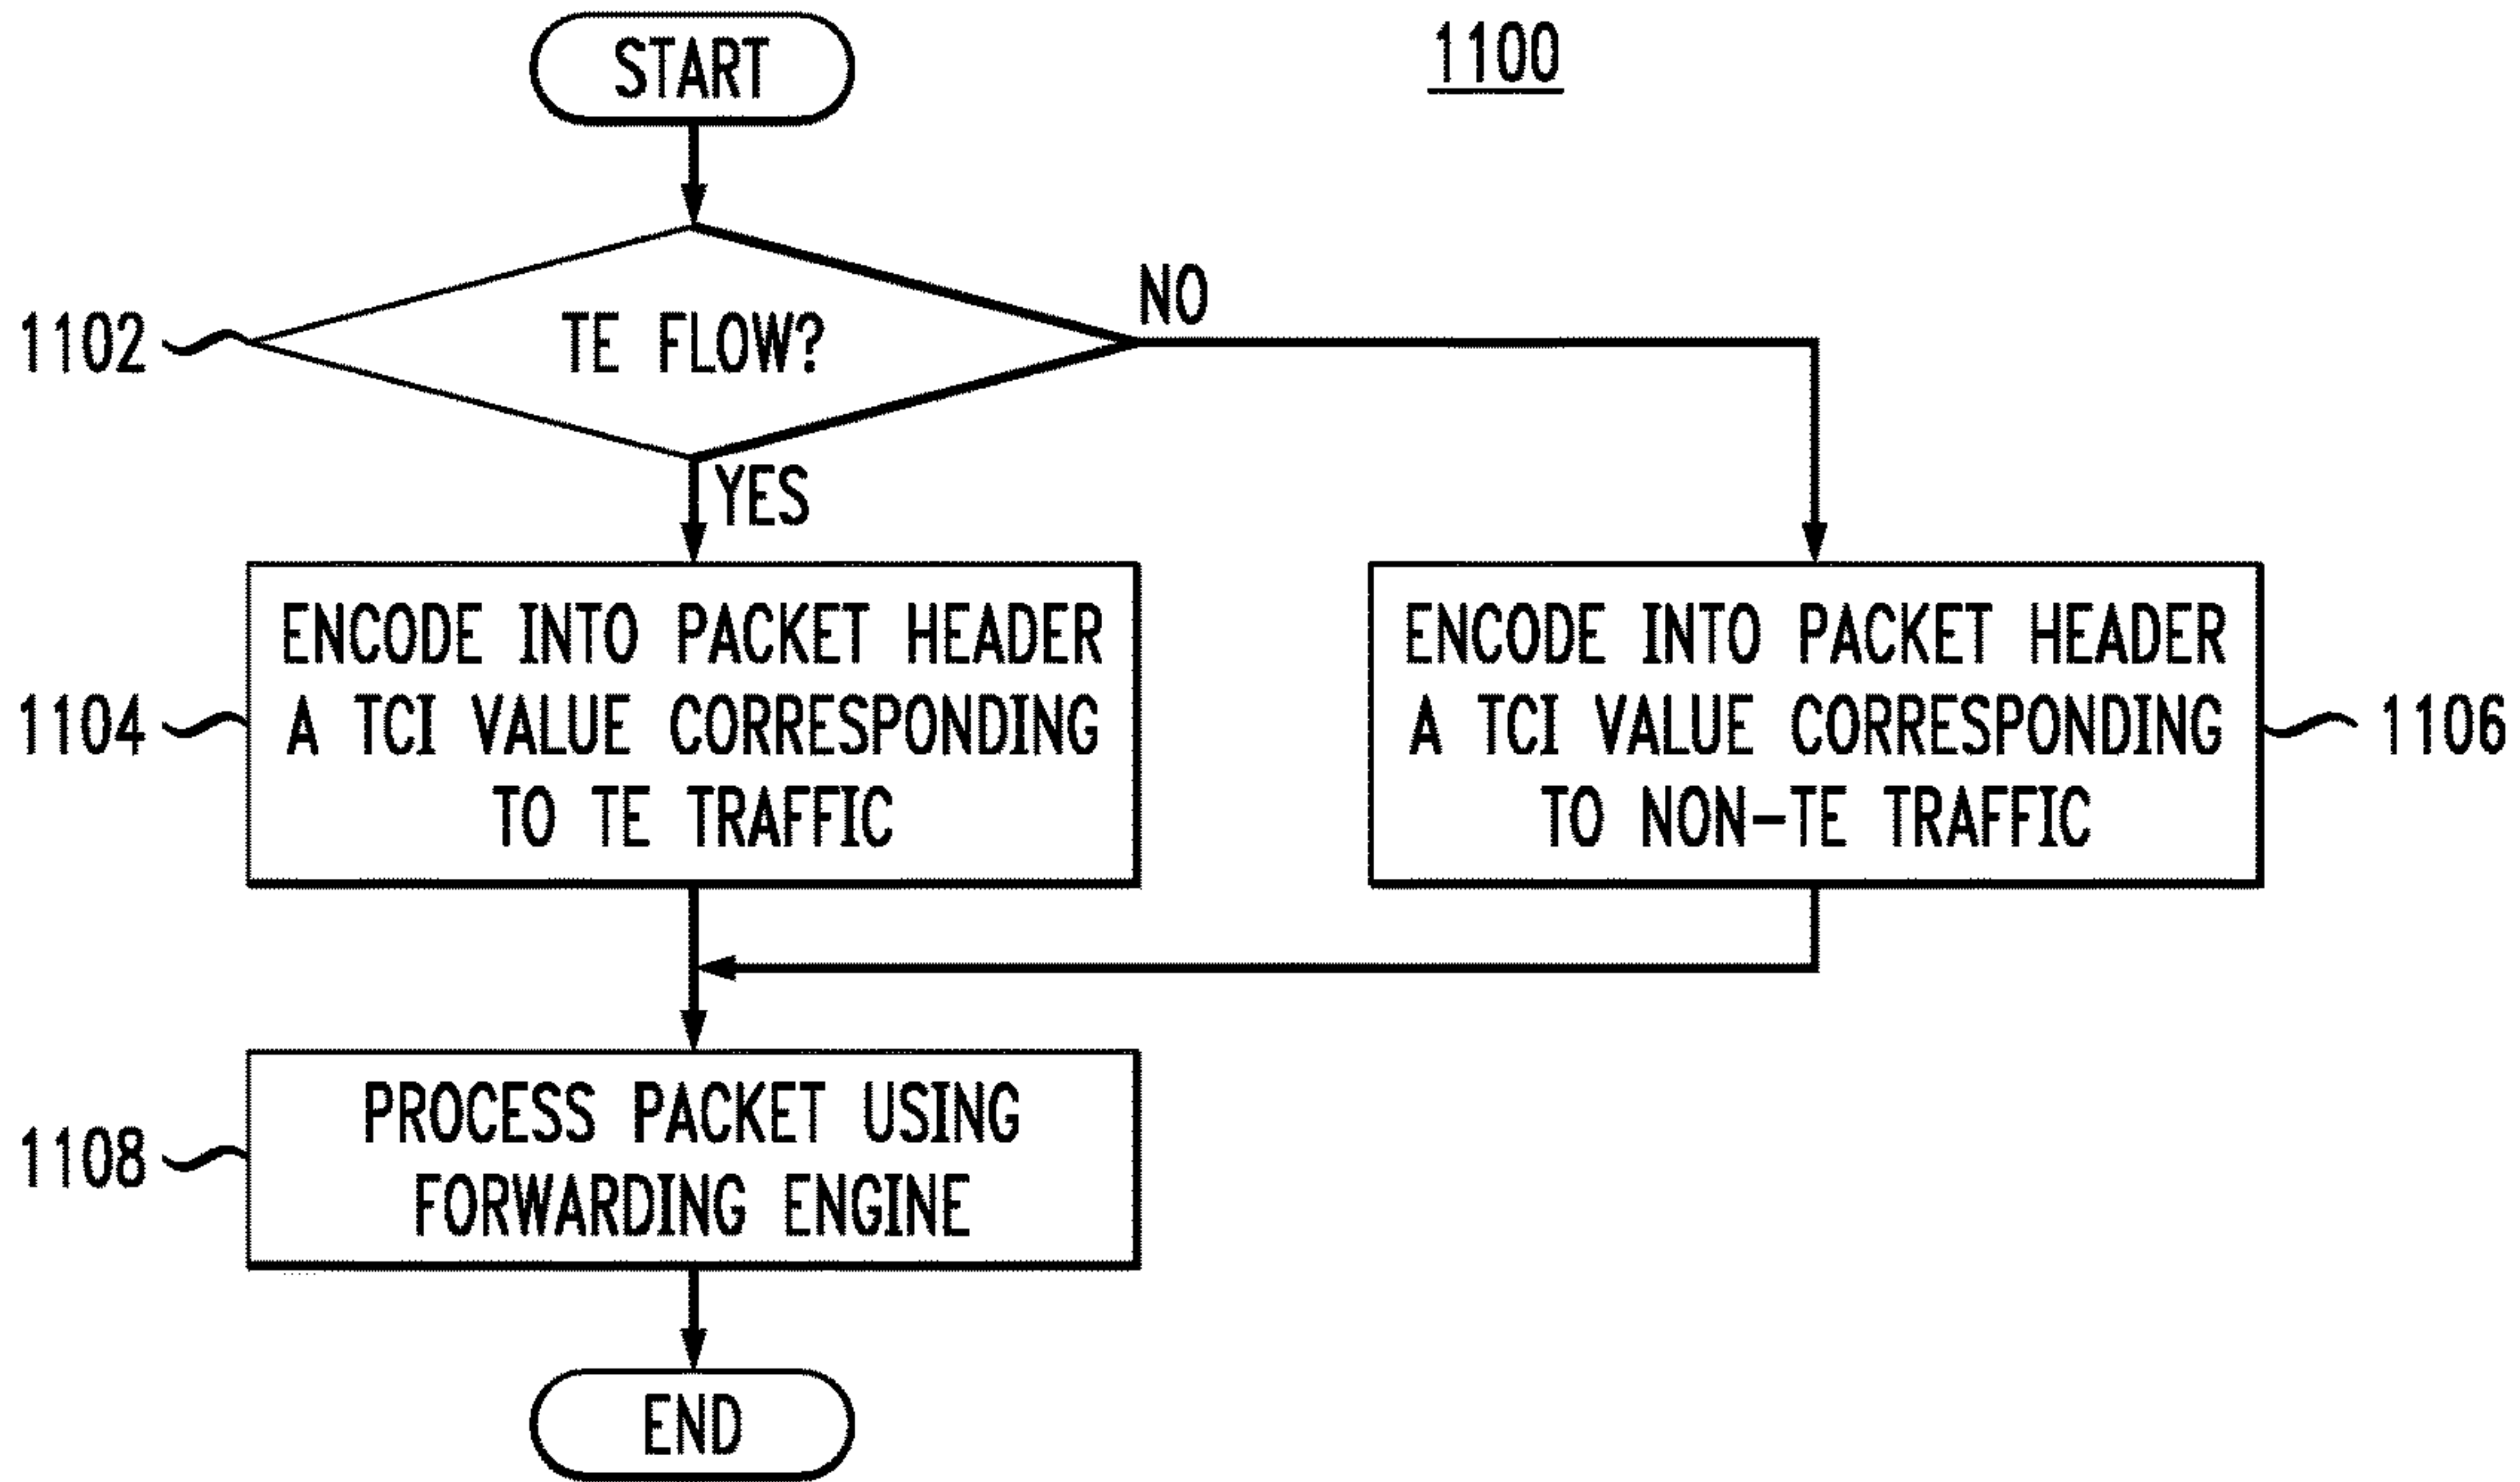 START
1100
1102
TE FLOW?
NO
YES
1104
ENCODE INTO PACKET HEADER
A TCI VALUE CORRESPONDING
TO TE TRAFFIC
ENCODE INTO PACKET HEADER
A TCI VALUE CORRESPONDING
TO NON-TE TRAFFIC
1106
1108
PROCESS PACKET USING
FORWARDING ENGINE
END